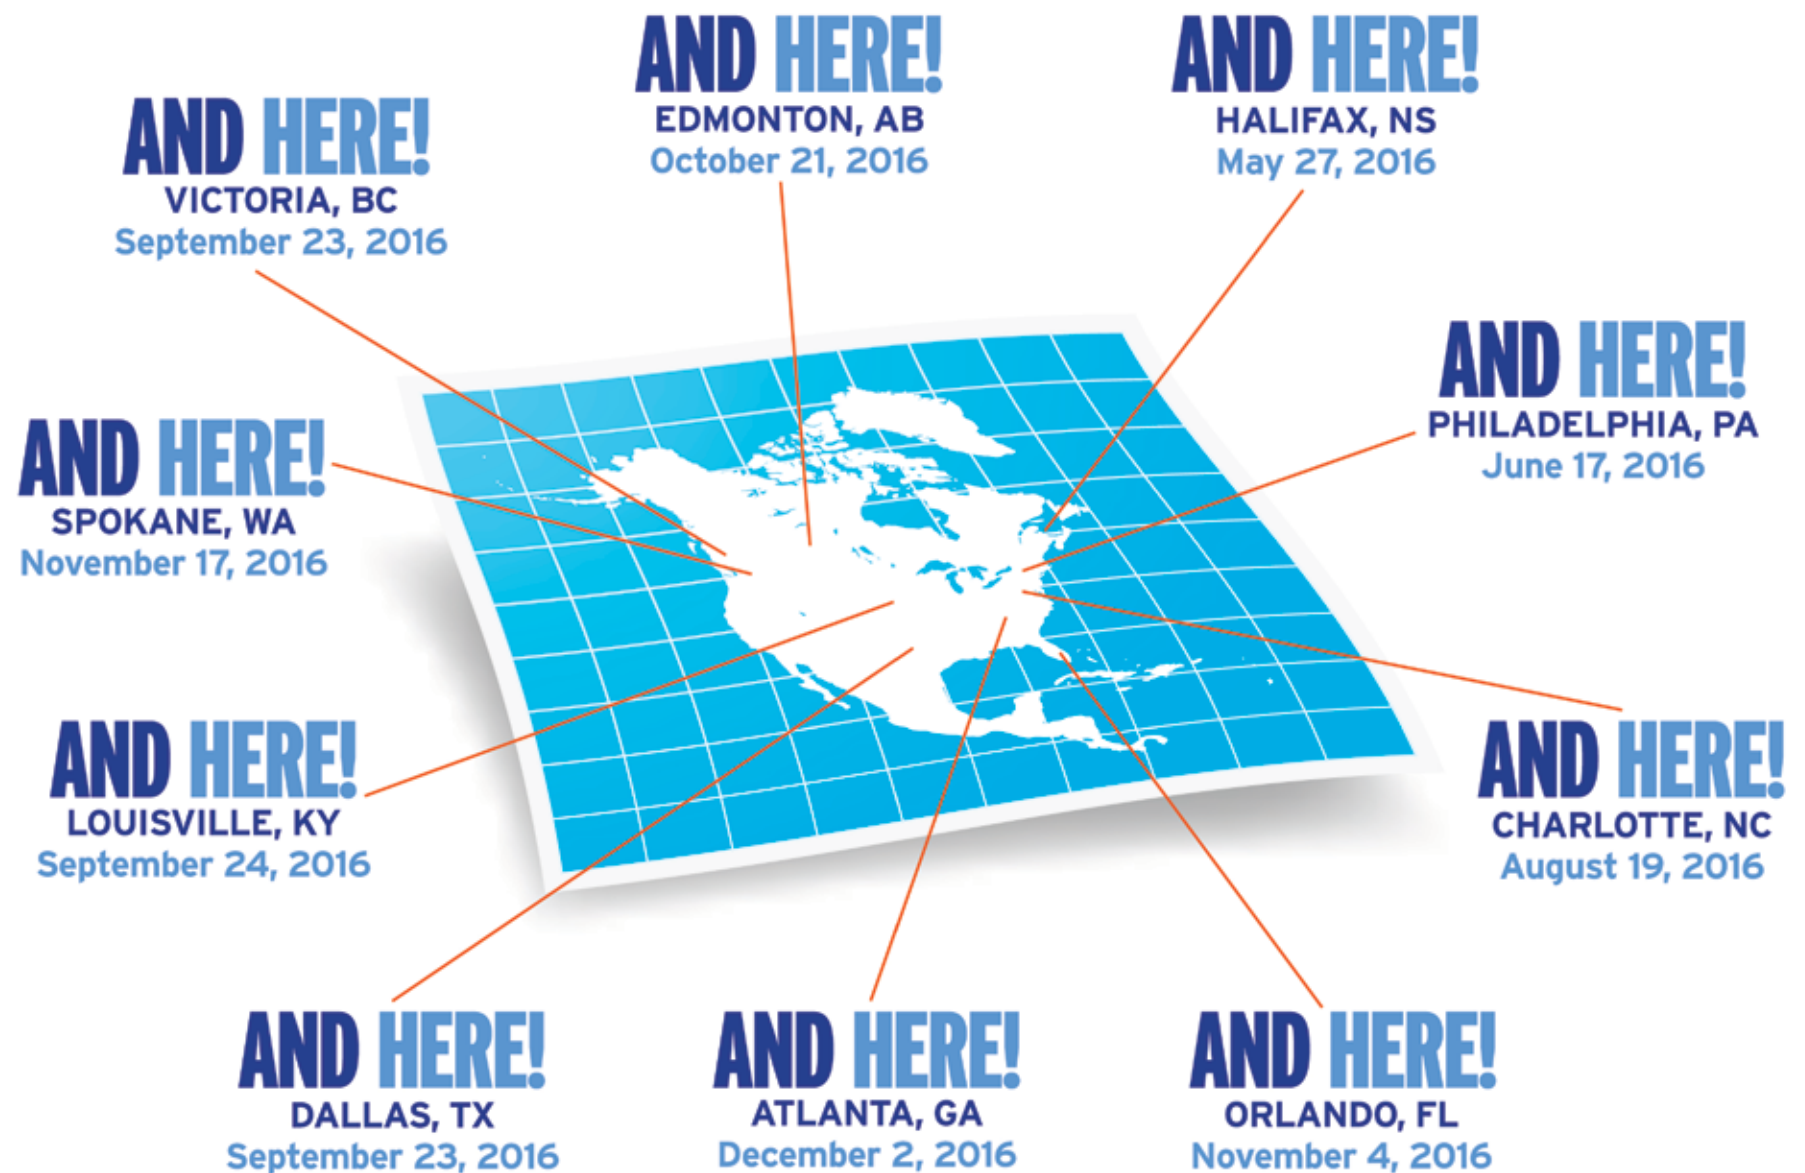 AND HERE!
EDMONTON, AB
October 21, 2016
AND HERE!
HALIFAX, NS
May 27, 2016
AND HERE!
VICTORIA, BC
September 23, 2016
AND HERE!
PHILADELPHIA, PA
June 17, 2016
AND HERE!
SPOKANE, WA
November 17, 2016
AND HERE!
LOUISVILLE, KY
September 24, 2016
AND HERE!
CHARLOTTE, NC
August 19, 2016
AND HERE!
DALLAS, TX
September 23, 2016
AND HERE!
ATLANTA, GA
December 2, 2016
AND HERE!
ORLANDO, FL
November 4, 2016